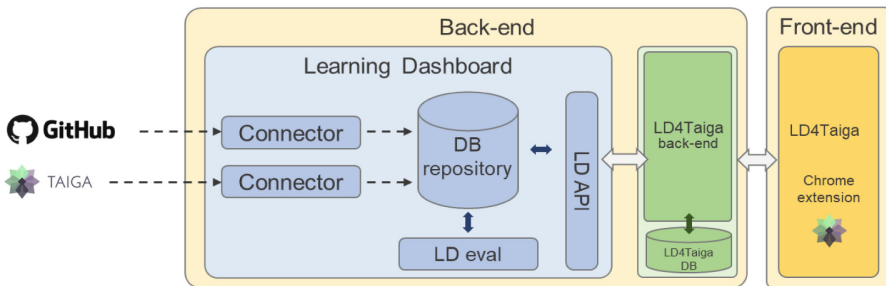 Back-end
Front-end
Learning Dashboard
GitHub
Connector
DB
repository
LD API
LD4Taiga
back-end
LD4Taiga
TAIGA
Connector
Chrome
extension
LD eval
LD4Taiga
DB